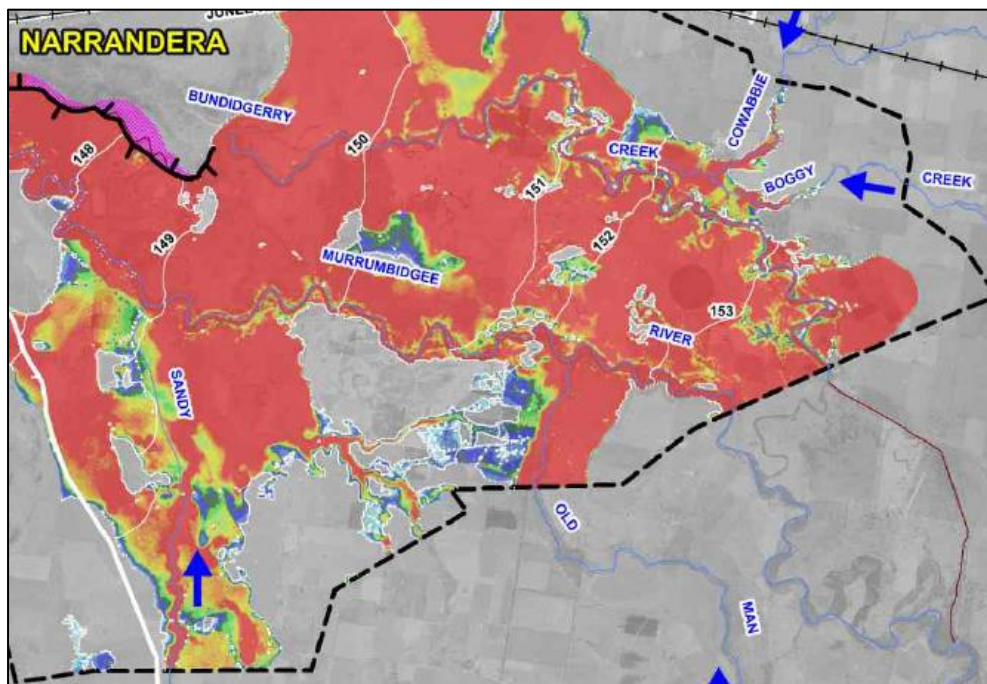 NARRANDERA
BUNDIDGERRY
CREEK
COWABBIE
BOGGY
CREEK
148
149
150
151
152
153
MURRUMBIDGEE
RIVER
SANDY
OLD
MAN